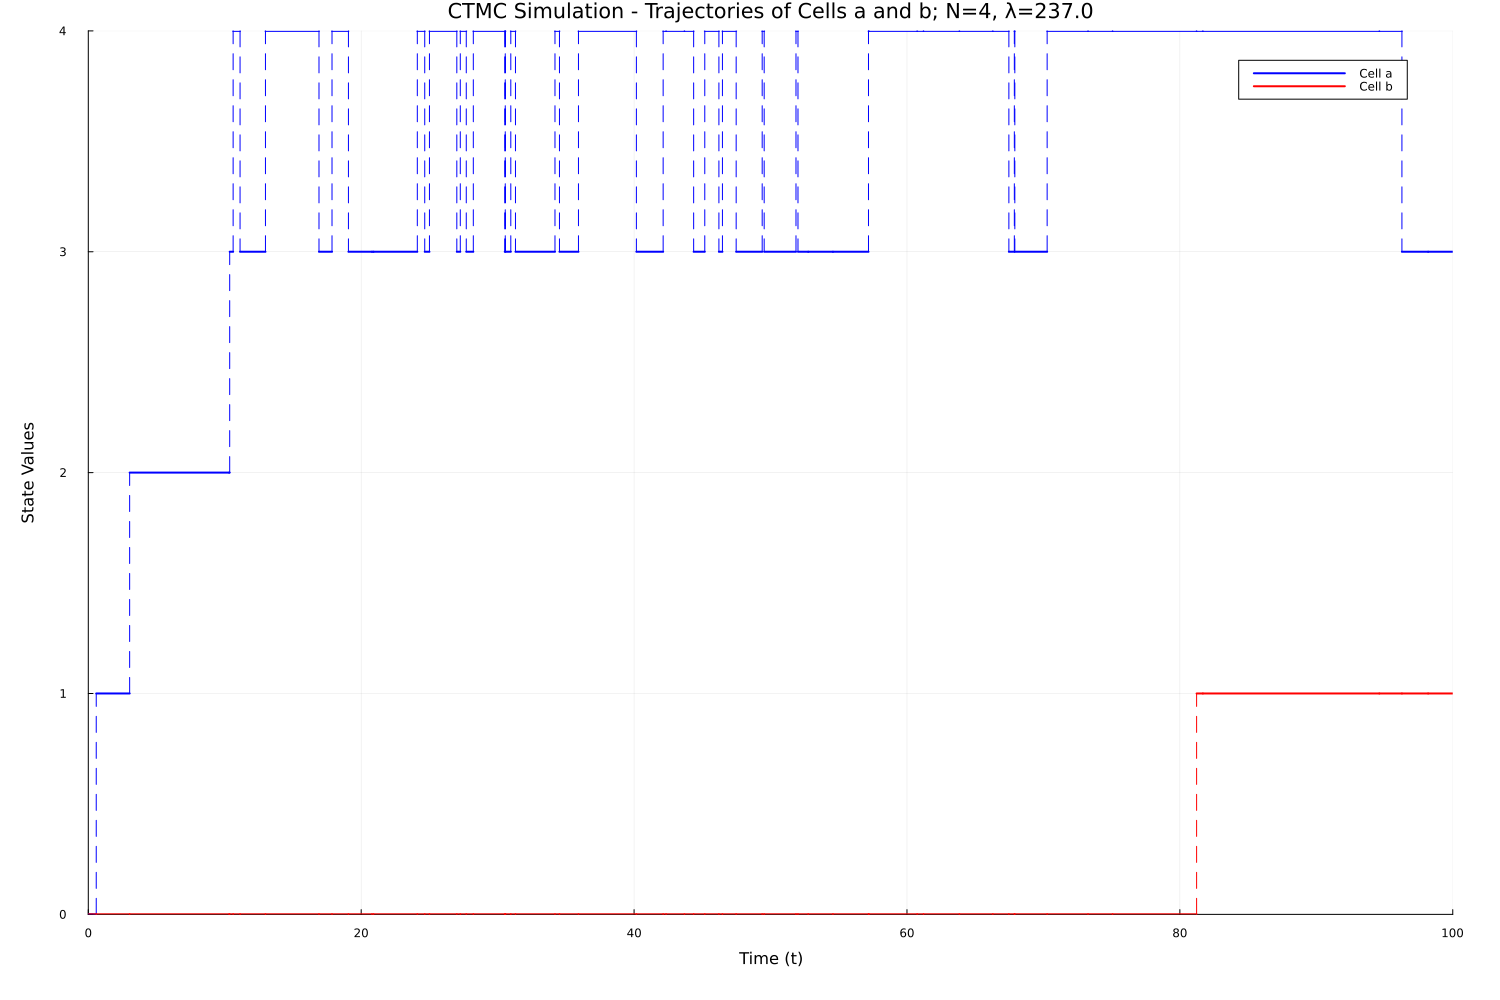 CTMC Simulation - Trajectories of Cells a and b; N=4, λ=237.0
4
Cell a
Cell b
3
State Values
2
1
0
0 20 40 60 80 100
Time (t)